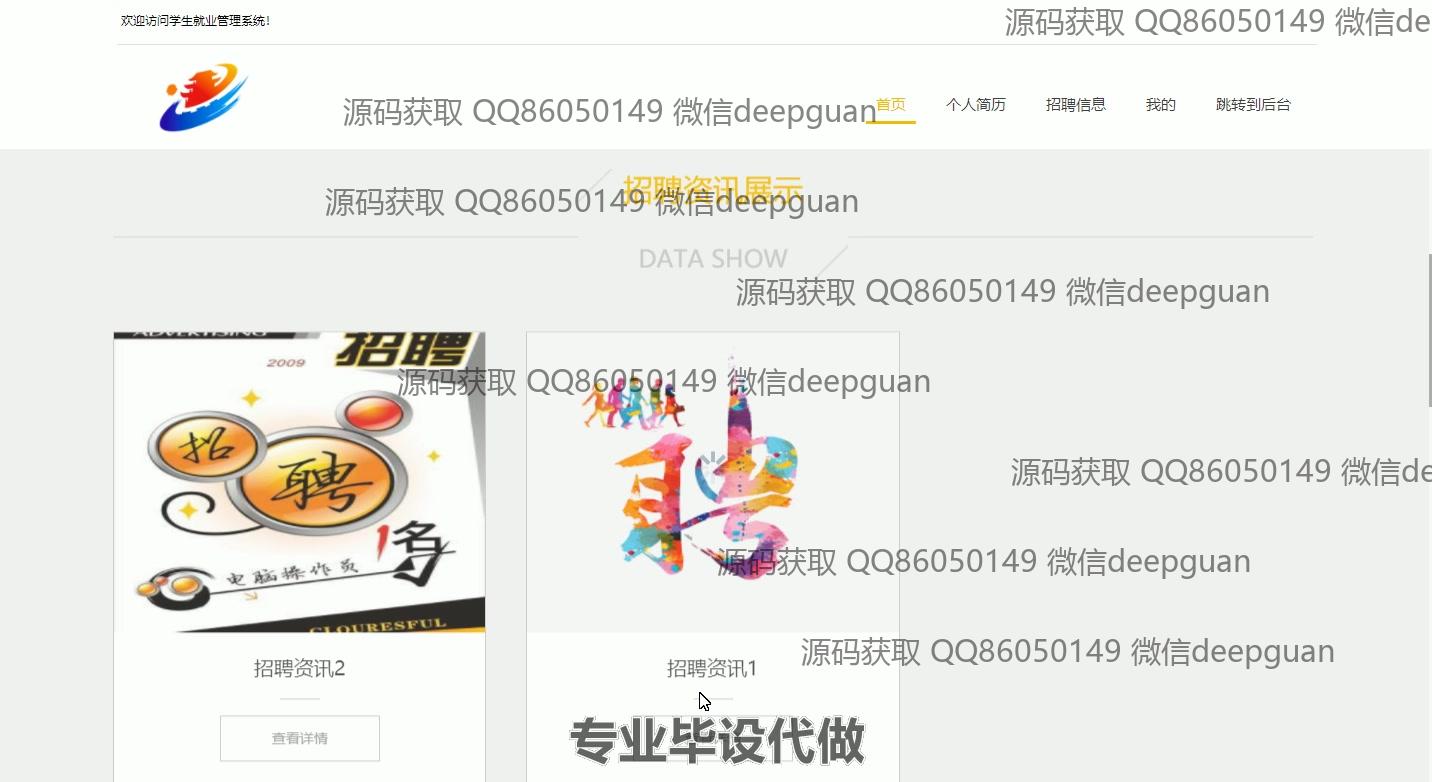 欢迎访问学生就业管理系统！
源码获取 QQ86050149 微信de
源码获取 QQ86050149 微信deepguan
首页
个人简历
招聘信息
我的
跳转到后台
招聘资讯展示
源码获取 QQ86050149 微信deepguan
DATA SHOW
源码获取 QQ86050149 微信deepguan
ADVERTISING
2009
招聘
源码获取 QQ86050149 微信deepguan
招
聘
聘
源码获取 QQ86050149 微信de
1名
电脑操作员
源码获取 QQ86050149 微信deepguan
CLOURESFUL
源码获取 QQ86050149 微信deepguan
招聘资讯2
招聘资讯1
查看详情
专业毕设代做